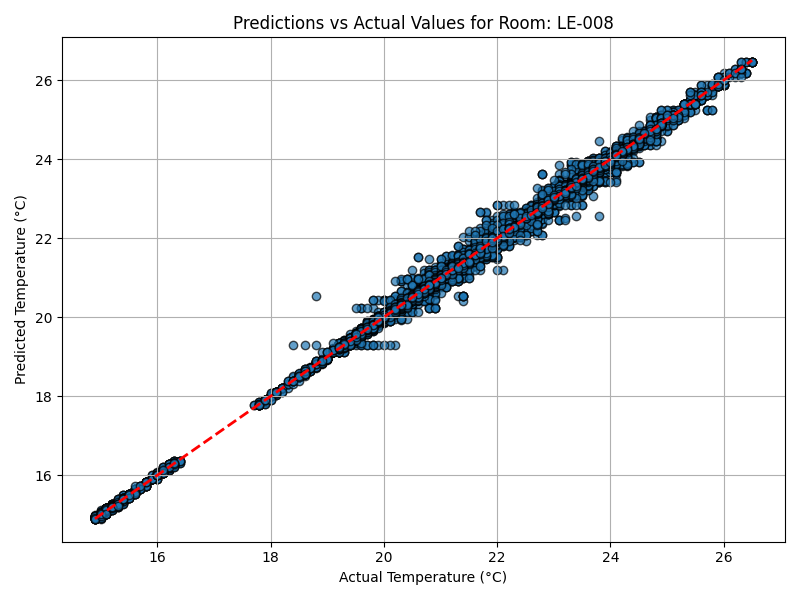 Predictions vs Actual Values for Room: LE-008
Predicted Temperature (°C)
26
24
22
20
18
16
16 18 20 22 24 26
Actual Temperature (°C)